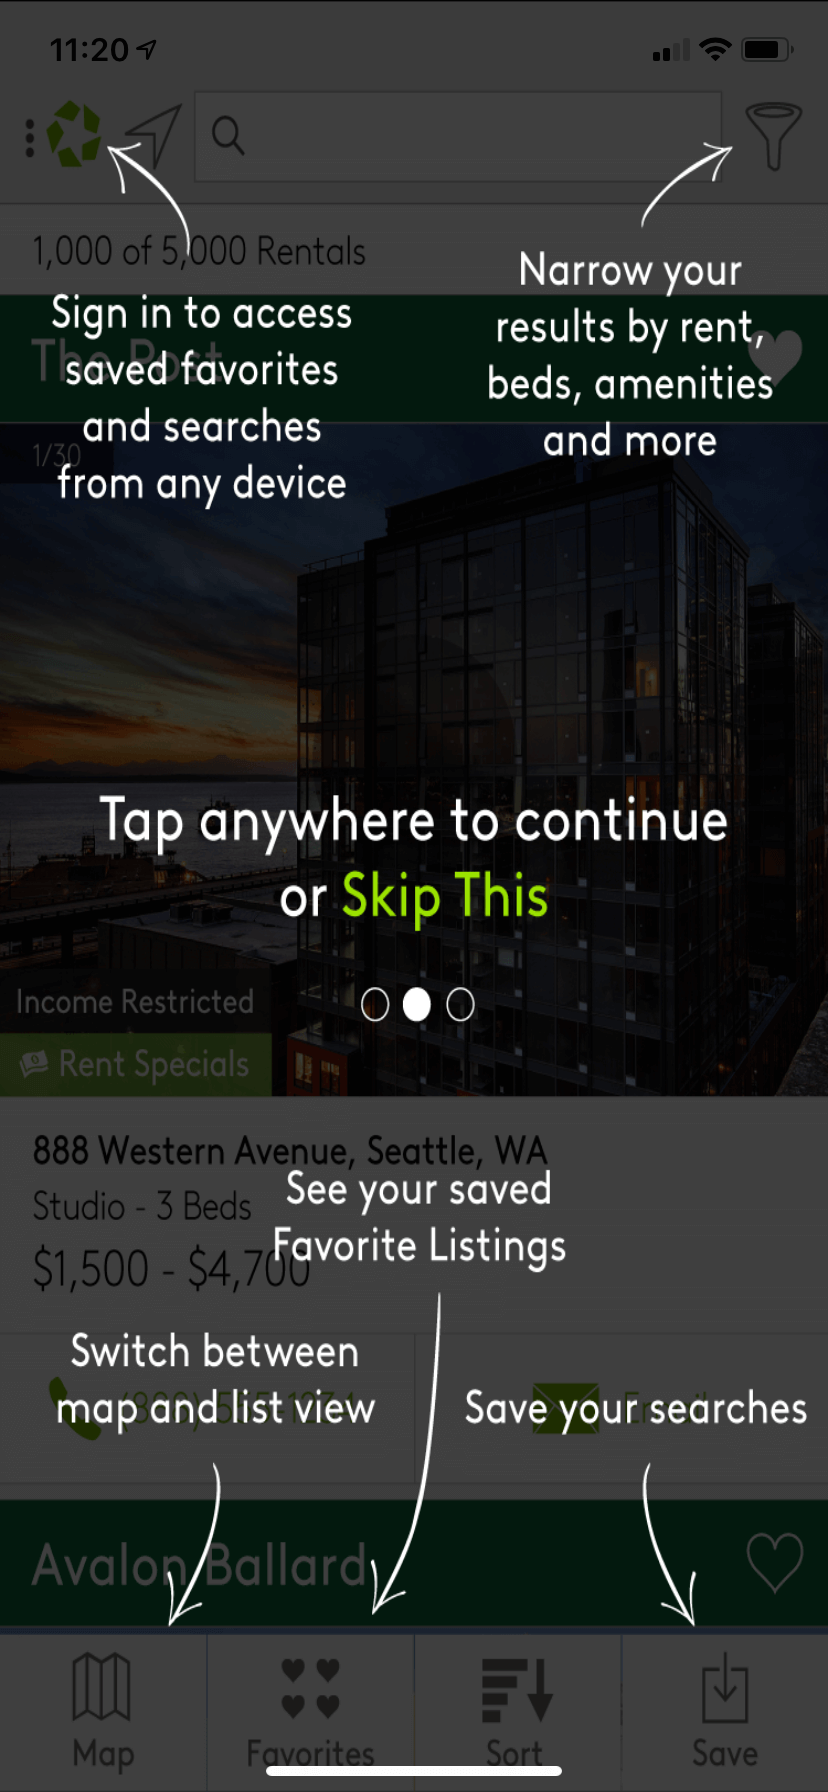 11:20
1,000 of 5,000 Rentals
Sign in to access
saved favorites
and searches
from any device
Narrow your
results by rent,
beds, amenities
and more
The Post
1/30
Tap anywhere to continue
or Skip This
Income Restricted
Rent Specials
888 Western Avenue, Seattle, WA
Studio - 3 Beds
$1,500 - $4,700
See your saved
Favorite Listings
Switch between
map and list view
Save your searches
Email
Avalon Ballard
Map
Favorites
Sort
Save